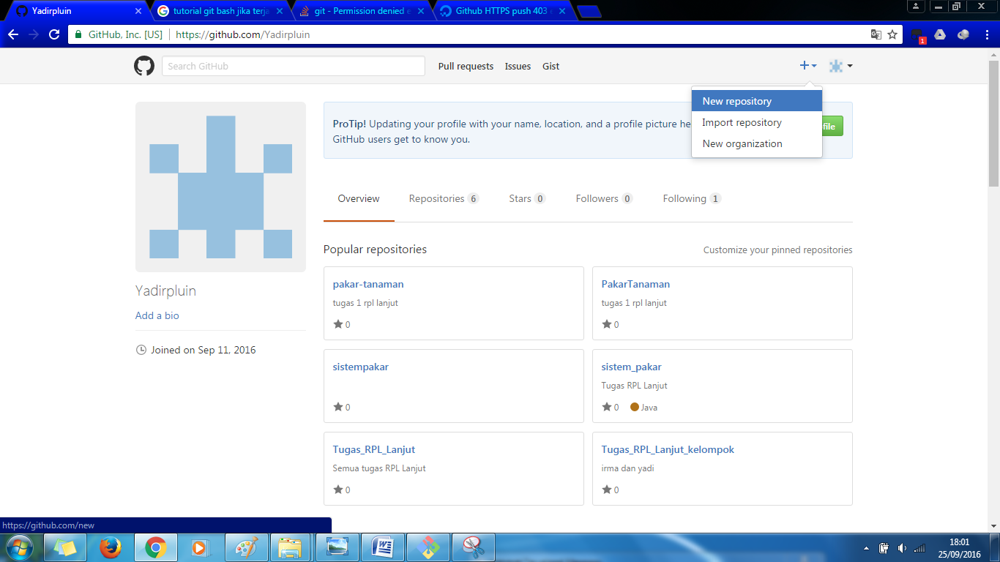 Yadirpluin
tutorial git bash jika terja
git - Permission denied e
Github HTTPS push 403
GitHub, Inc. [US]
https://github.com/Yadirpluin
1
Search GitHub
Pull requests
Issues
Gist
New repository
Import repository
New organization
ProTip! Updating your profile with your name, location, and a profile picture he
GitHub users get to know you.
file
Overview
Repositories 6
Stars 0
Followers 0
Following 1
Popular repositories
Customize your pinned repositories
pakar-tanaman
tugas 1 rpl lanjut
0
PakarTanaman
tugas 1 rpl lanjut
0
sistempakar
0
sistem_pakar
Tugas RPL Lanjut
0 Java
Tugas_RPL_Lanjut
Semua tugas RPL Lanjut
0
Tugas_RPL_Lanjut_kelompok
irma dan yadi
0
Yadirpluin
Add a bio
Joined on Sep 11, 2016
https://github.com/new
18:01
25/09/2016